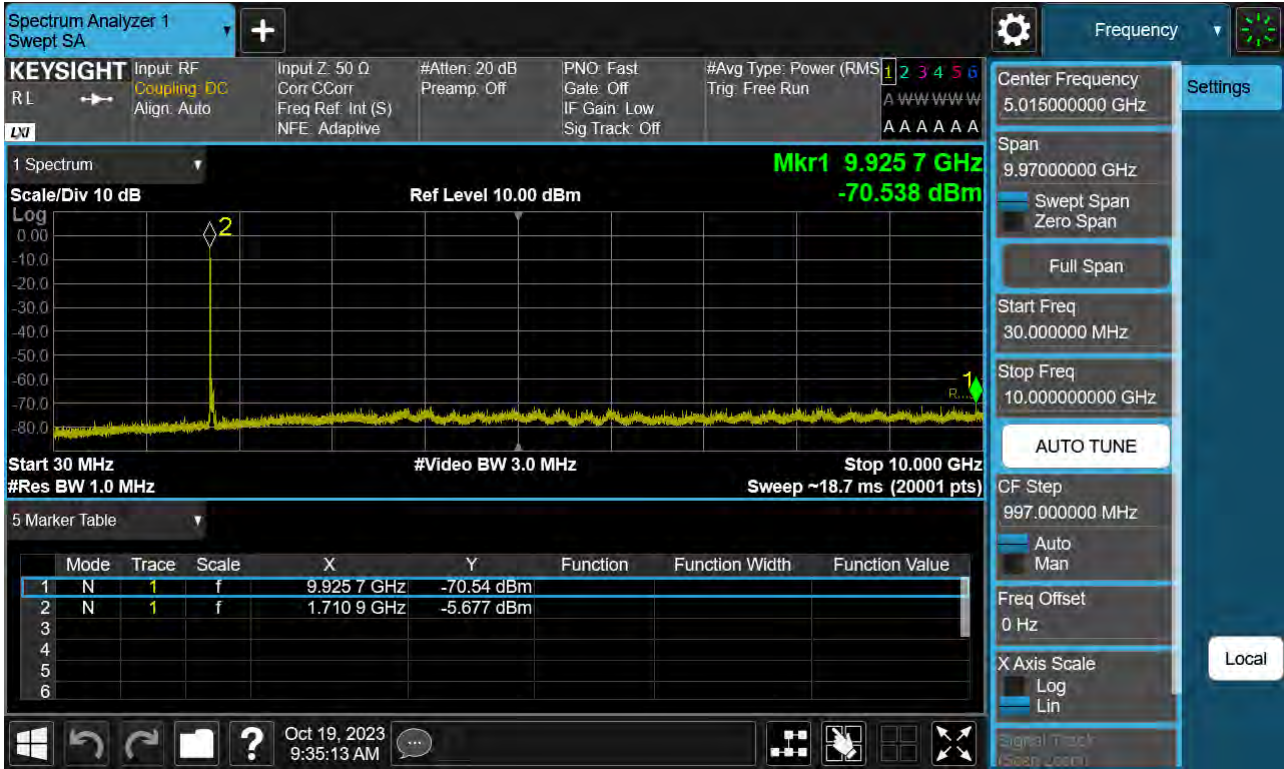 Spectrum Analyzer 1
Swept SA
Frequency
KEYSIGHT
RL
LXI
Input: RF
Coupling: DC
Align: Auto
Input Z: 50 Ω
Corr CCorr
Freq Ref: Int (S)
NFE: Adaptive
#Atten: 20 dB
Preamp: Off
PNO: Fast
Gate: Off
IF Gain: Low
Sig Track: Off
#Avg Type: Power (RMS
Trig: Free Run
1 2 3 4 5 6
A W W W W W
A A A A A A
1 Spectrum
Scale/Div 10 dB
Ref Level 10.00 dBm
Mkr1 9.925 7 GHz
-70.538 dBm
Log
0.00
-10.0
-20.0
-30.0
-40.0
-50.0
-60.0
-70.0
-80.0
2
1
R...
Start 30 MHz
#Video BW 3.0 MHz
Stop 10.000 GHz
#Res BW 1.0 MHz
Sweep ~18.7 ms (20001 pts)
5 Marker Table
Mode Trace Scale X Y Function Function Width Function Value
1 N 1 f 9.925 7 GHz -70.54 dBm
2 N 1 f 1.710 9 GHz -5.677 dBm
3
4
5
6
Oct 19, 2023
9:35:13 AM
Center Frequency
5.015000000 GHz
Span
9.97000000 GHz
Swept Span
Zero Span
Full Span
Start Freq
30.000000 MHz
Stop Freq
10.000000000 GHz
AUTO TUNE
CF Step
997.000000 MHz
Auto
Man
Freq Offset
0 Hz
X Axis Scale
Log
Lin
Signal Track
(Span Zoom)
Settings
Local